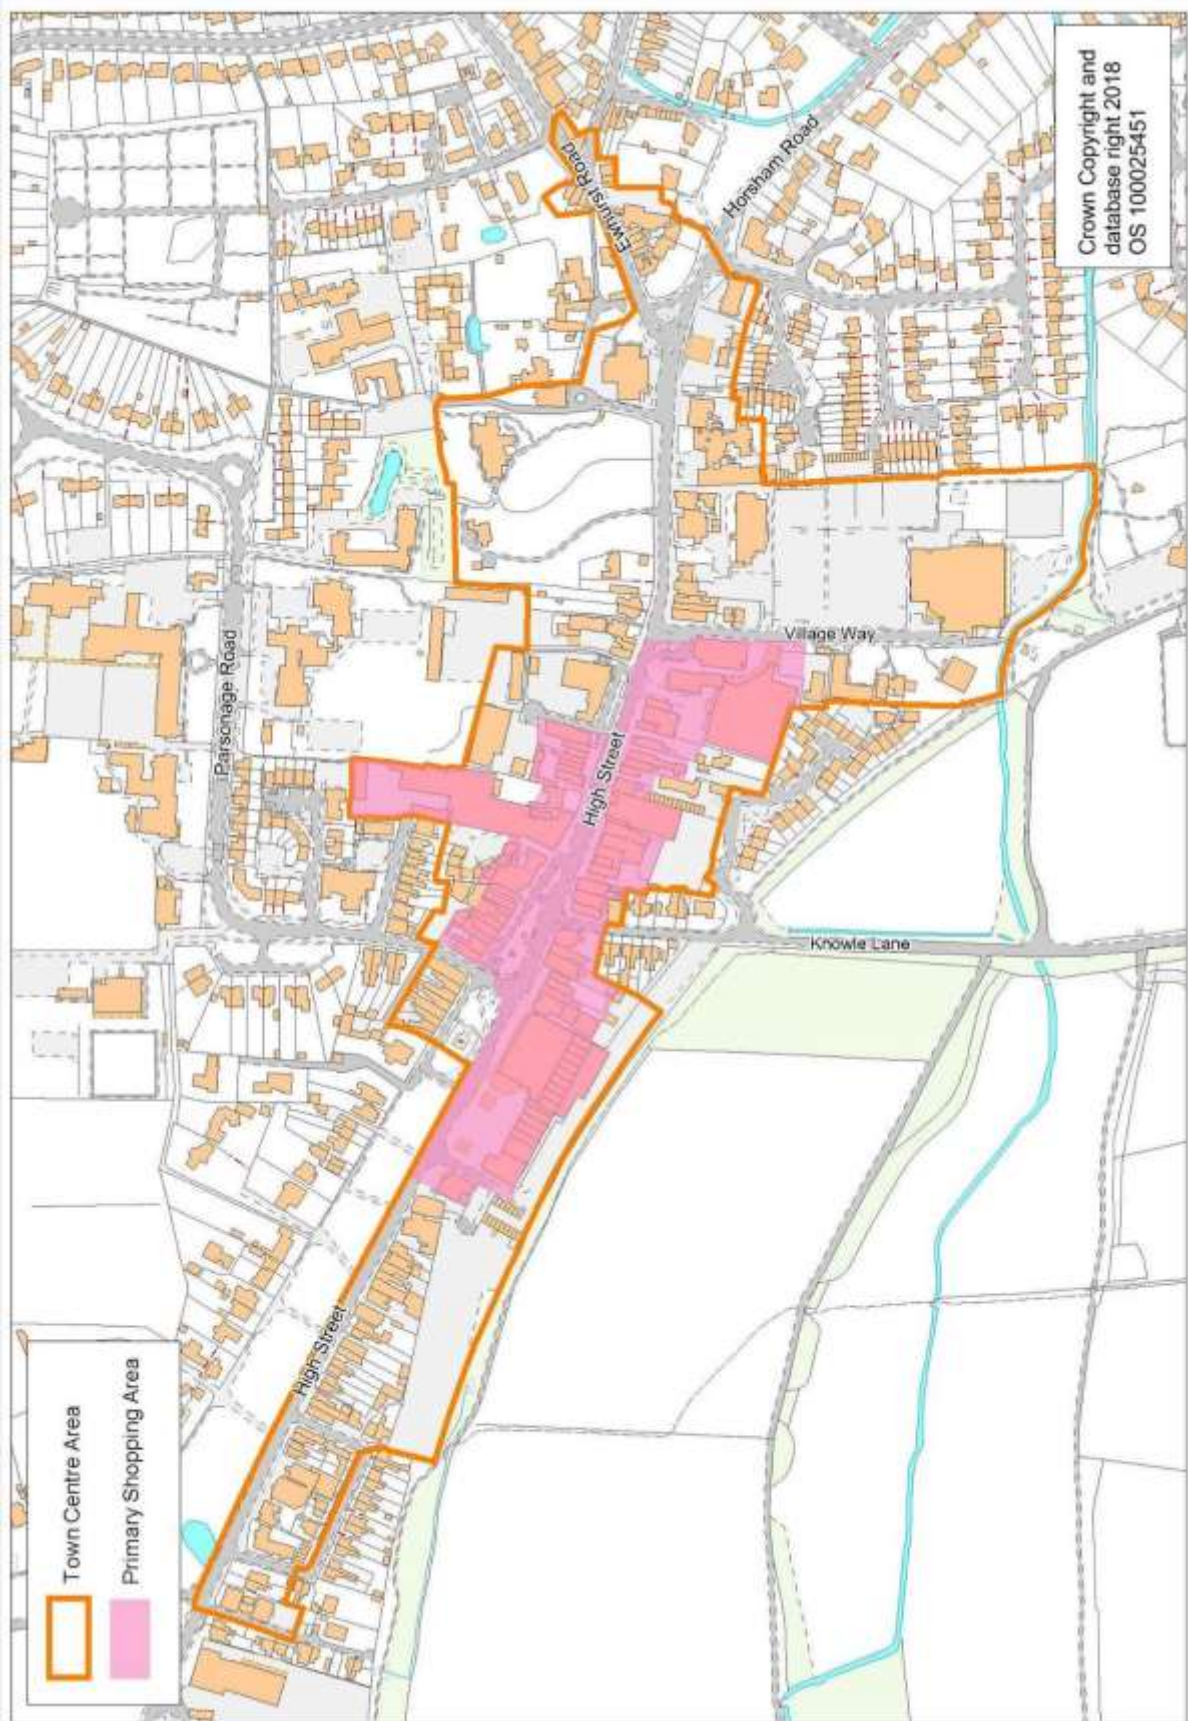 Town Centre Area
Primary Shopping Area
High Street
Parsonage Road
High Street
Knowle Lane
Village Way
Ewhurst Road
Horsham Road
Crown Copyright and
database right 2018
OS 100025451